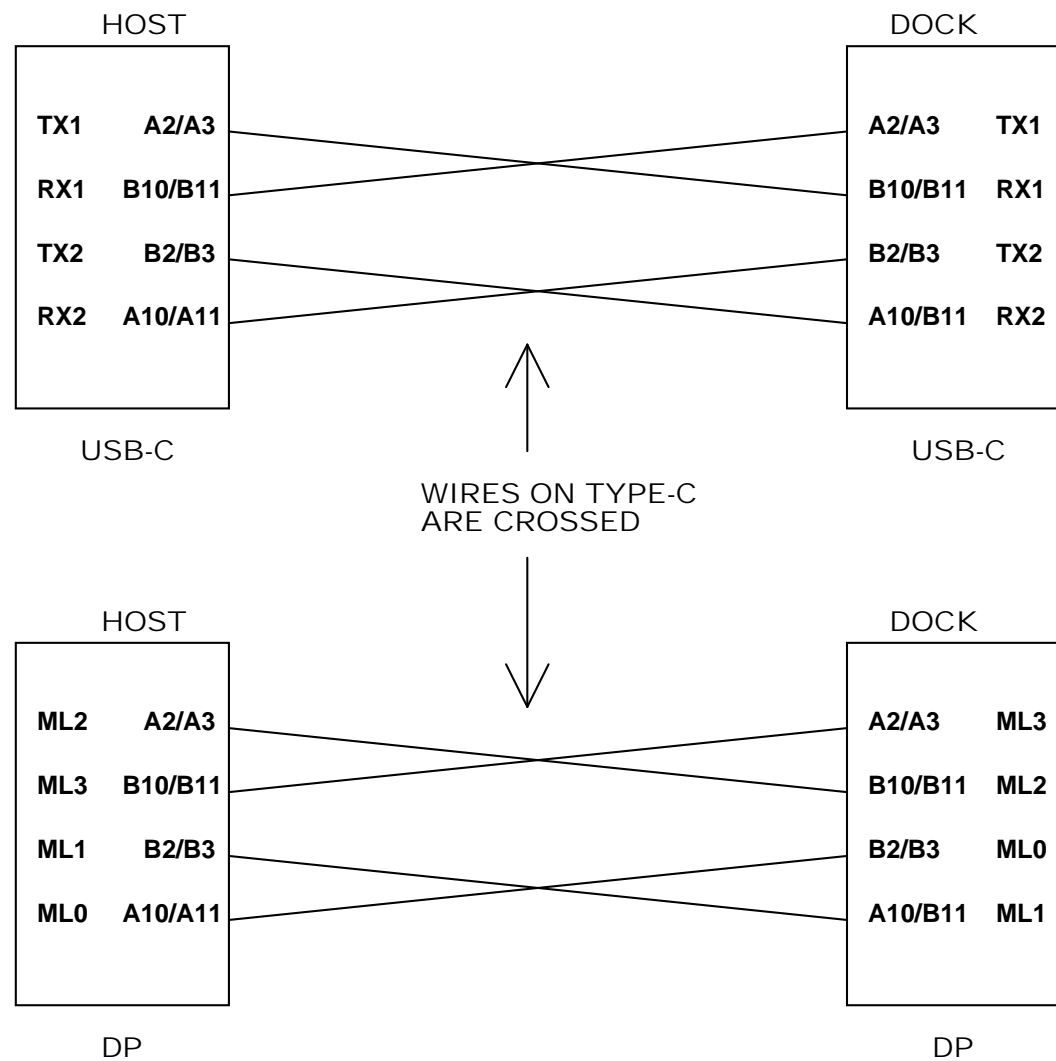 HOST DOCK
TX1 A2/A3 A2/A3 TX1
RX1 B10/B11 B10/B11 RX1
TX2 B2/B3 B2/B3 TX2
RX2 A10/A11 A10/B11 RX2
USB-C USB-C
WIRES ON TYPE-C
ARE CROSSED
HOST DOCK
ML2 A2/A3 A2/A3 ML3
ML3 B10/B11 B10/B11 ML2
ML1 B2/B3 B2/B3 ML0
ML0 A10/A11 A10/B11 ML1
DP DP